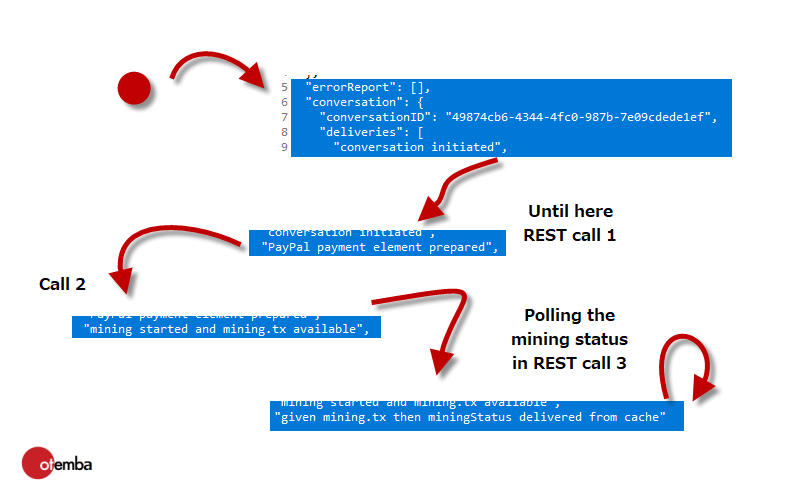 5 "errorReport": [],
6 "conversation": {
7 "conversationID": "49874cb6-4344-4fc0-987b-7e09cdede1ef",
8 "deliveries": [
9 "conversation initiated",
Until here
REST call 1
conversation initiated",
"PayPal payment element prepared",
Call 2
"PayPal payment element prepared",
"mining started and mining.tx available",
Polling the
mining status
in REST call 3
mining started and mining.tx available",
"given mining.tx then miningStatus delivered from cache"
otemba